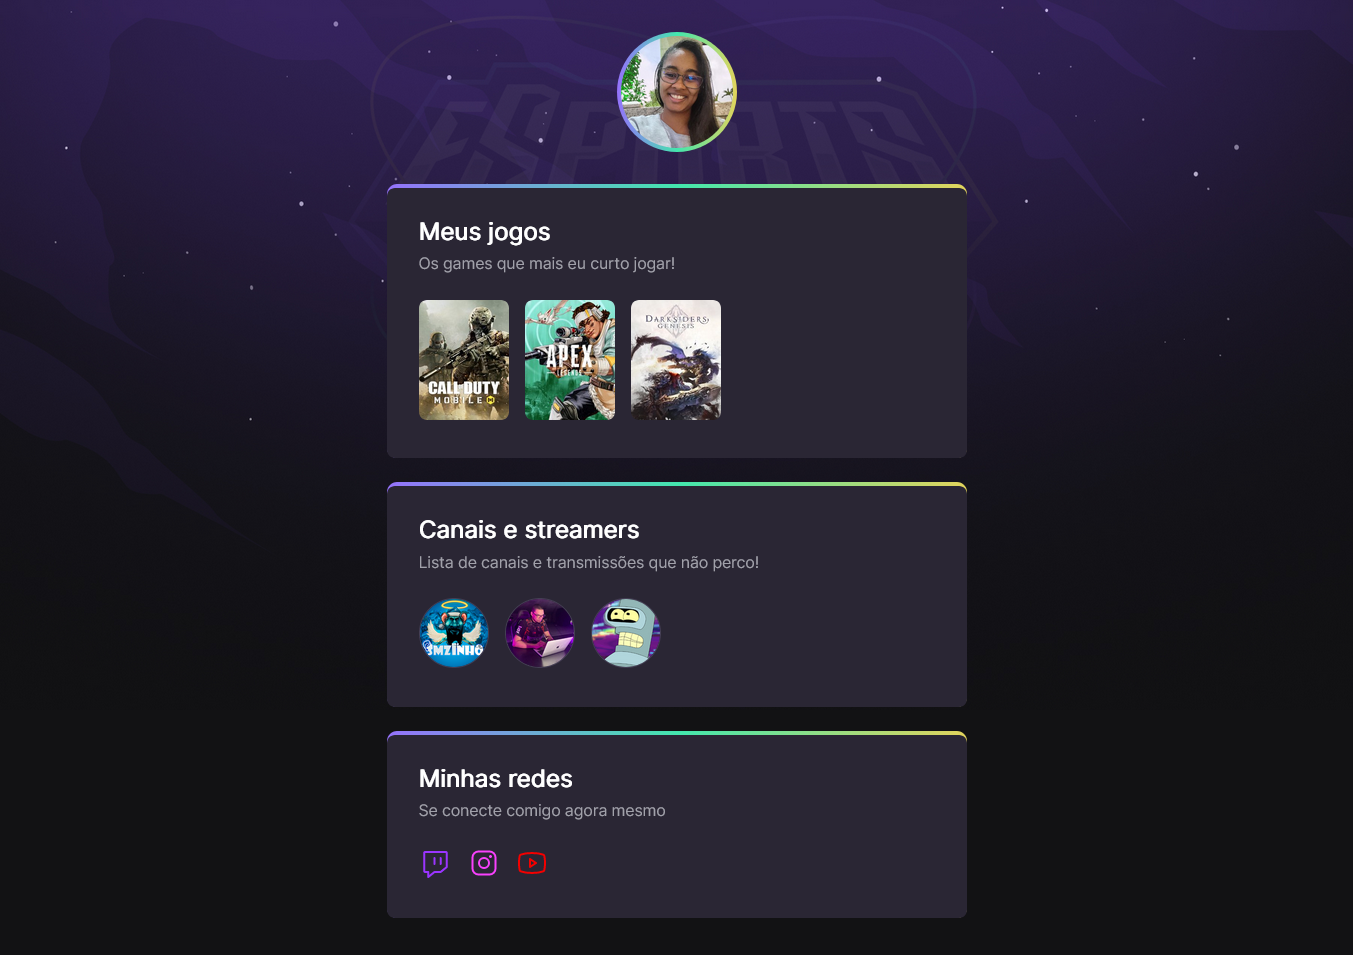 ESPORTS
Meus jogos
Os games que mais eu curto jogar!
CALL OF DUTY
MOBILE
APEX
LEGENDS
DARKSIDERS
GENESIS
Canais e streamers
Lista de canais e transmissões que não perco!
Minhas redes
Se conecte comigo agora mesmo